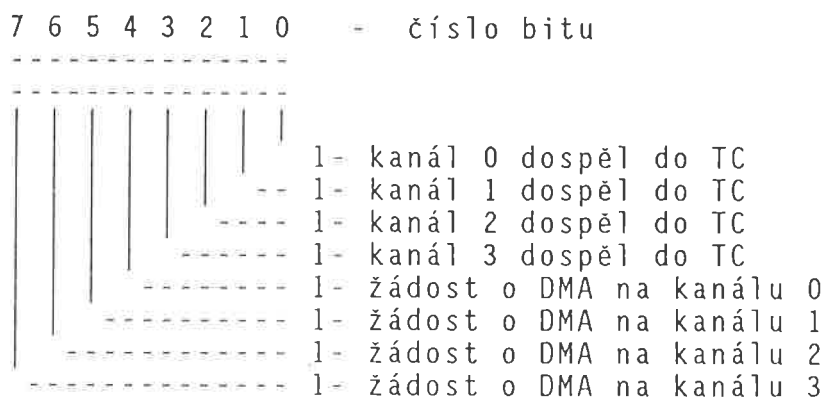 7 6 5 4 3 2 1 0 - číslo bitu
1- kanál 0 dospěl do TC
1- kanál 1 dospěl do TC
1- kanál 2 dospěl do TC
1- kanál 3 dospěl do TC
1- žádost o DMA na kanálu 0
1- žádost o DMA na kanálu 1
1- žádost o DMA na kanálu 2
1- žádost o DMA na kanálu 3